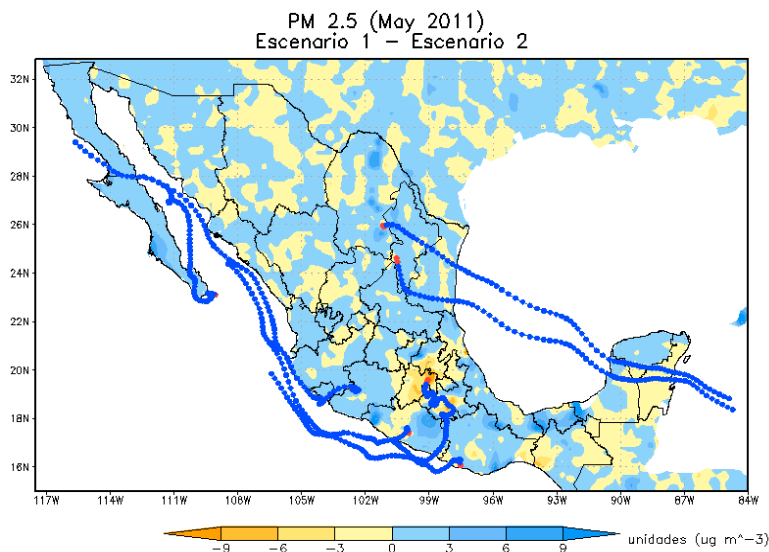 PM 2.5 (May 2011)
Escenario 1 – Escenario 2
32N
30N
28N
26N
24N
22N
20N
18N
16N
117W 114W 111W 108W 105W 102W 99W 96W 93W 90W 87W 84W
-9 -6 -3 0 3 6 9 unidades (ug m^-3)